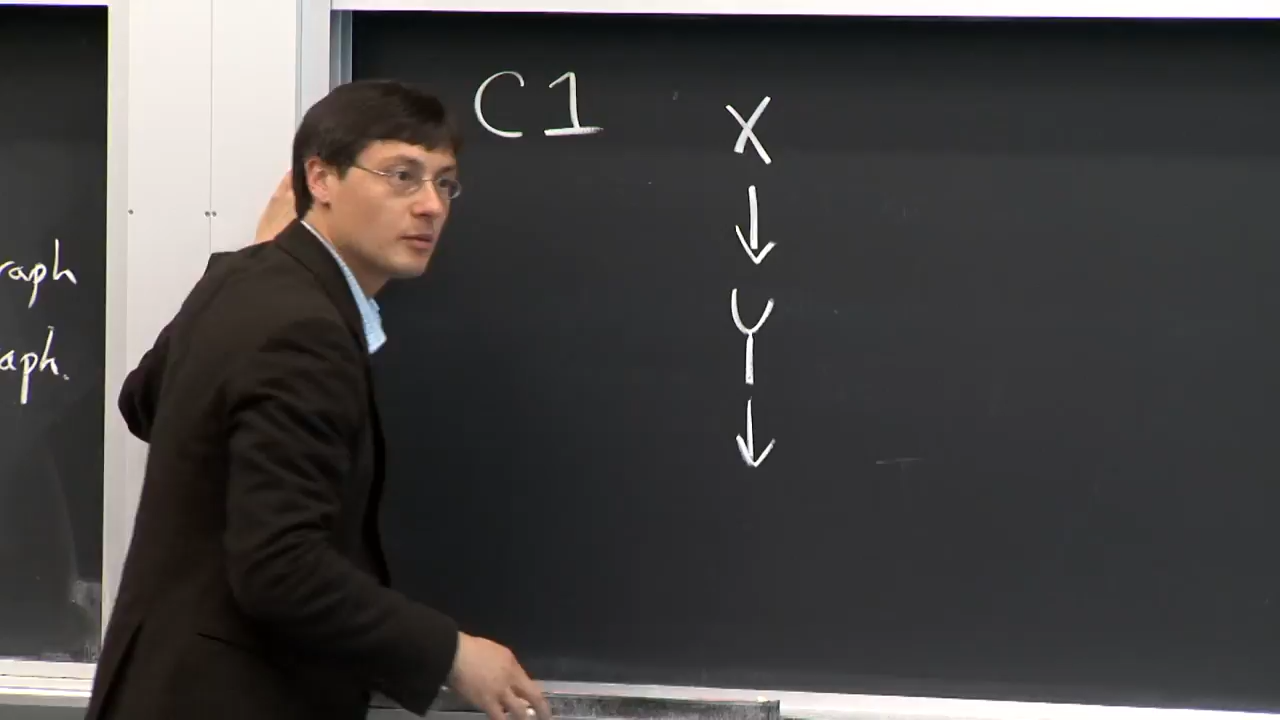 C1
X
↓
Y
↓
raph
aph.